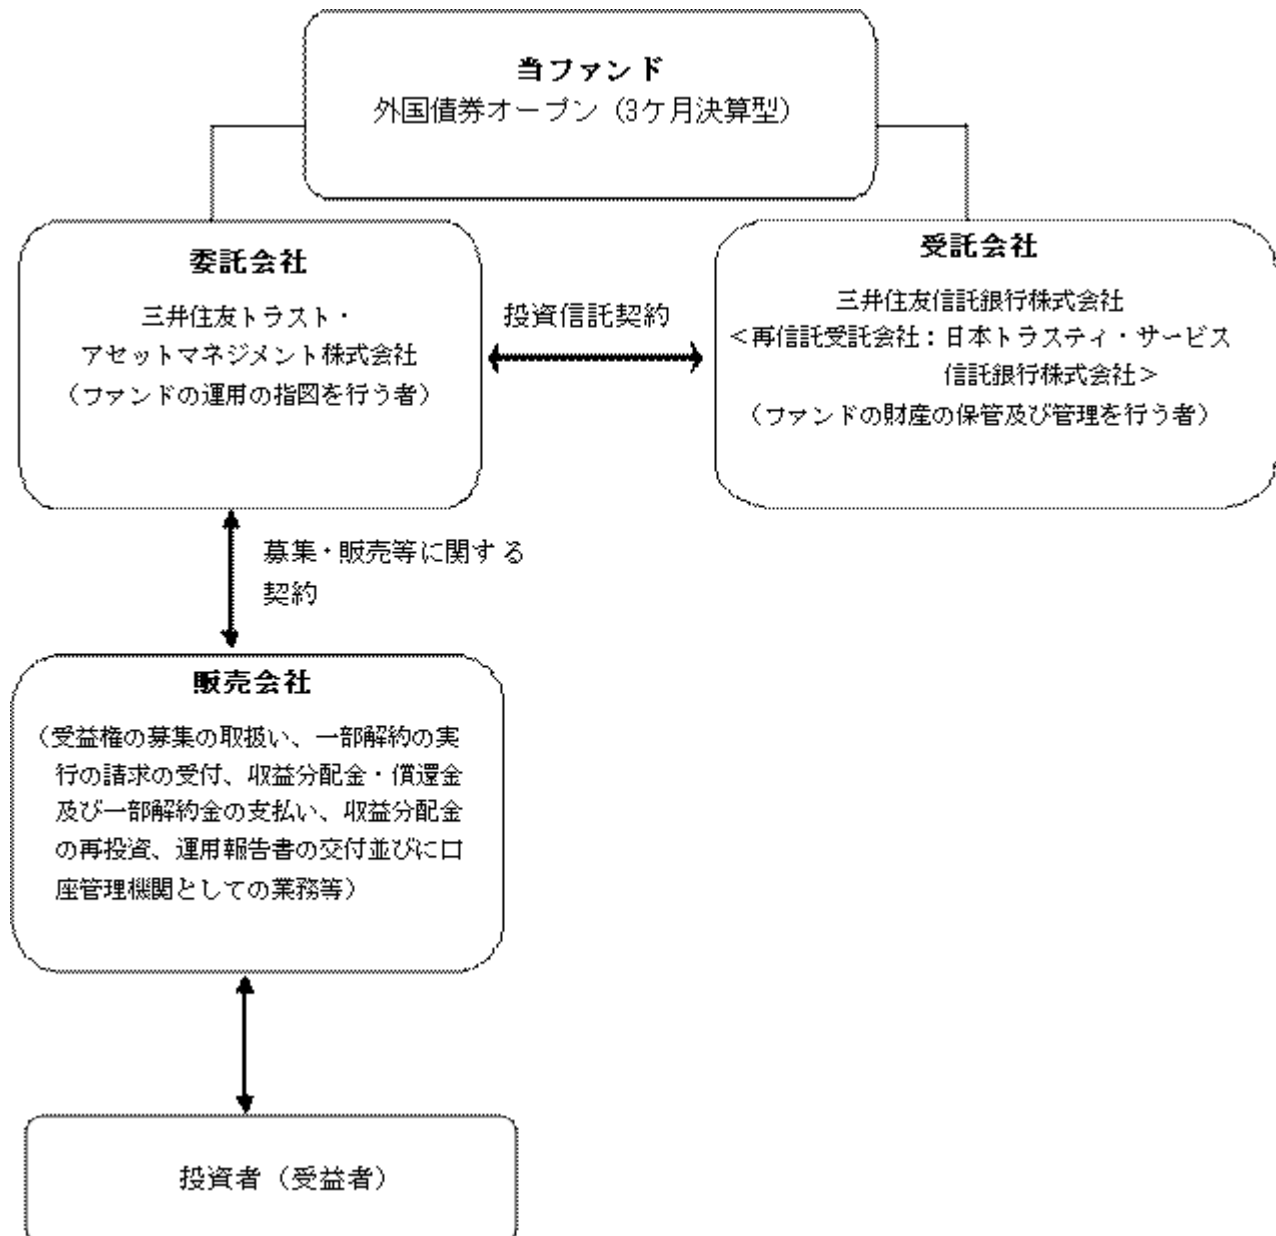 当ファンド
外国債券オープン（3ケ月決算型）
委託会社
三井住友トラスト・
アセットマネジメント株式会社
（ファンドの運用の指図を行う者）
投資信託契約
受託会社
三井住友信託銀行株式会社
＜再信託受託会社：日本トラスティ・サービス
信託銀行株式会社＞
（ファンドの財産の保管及び管理を行う者）
募集・販売等に関する
契約
販売会社
（受益権の募集の取扱い、一部解約の実
行の請求の受付、収益分配金・償還金
及び一部解約金の支払い、収益分配金
の再投資、運用報告書の交付並びに口
座管理機関としての業務等）
投資者（受益者）